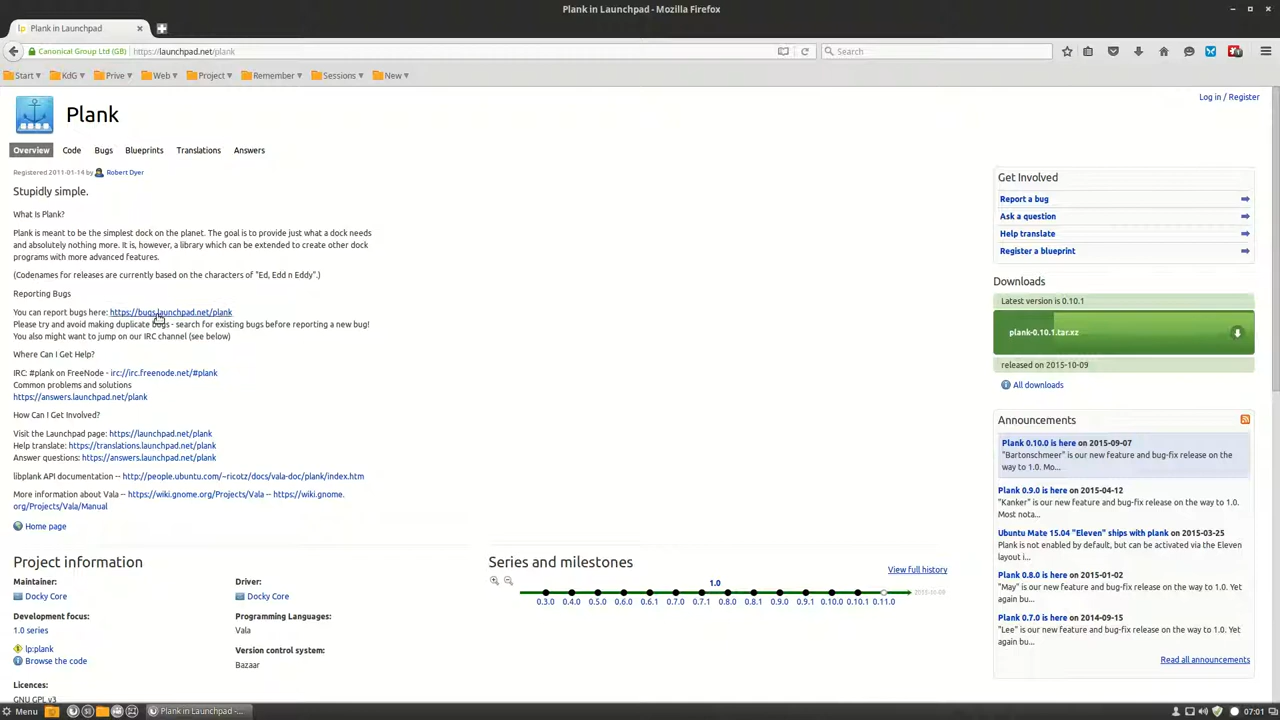 Plank in Launchpad - Mozilla Firefox
Plank in Launchpad
Canonical Group Ltd (GB)
https://launchpad.net/plank
Search
Start
KdG
Prive
Web
Project
Remember
Sessions
New
Log in / Register
Plank
Overview
Code
Bugs
Blueprints
Translations
Answers
Registered 2011-01-14 by Robert Dyer
Stupidly simple.
What Is Plank?
Plank is meant to be the simplest dock on the planet. The goal is to provide just what a dock needs
and absolutely nothing more. It is, however, a library which can be extended to create other dock
programs with more advanced features.
(Codenames for releases are currently based on the characters of "Ed, Edd n Eddy".)
Reporting Bugs
You can report bugs here: https://bugs.launchpad.net/plank
Please try and avoid making duplicate bugs - search for existing bugs before reporting a new bug!
You also might want to jump on our IRC channel (see below)
Where Can I Get Help?
IRC: #plank on FreeNode - irc://irc.freenode.net/#plank
Common problems and solutions
https://answers.launchpad.net/plank
How Can I Get Involved?
Visit the Launchpad page: https://launchpad.net/plank
Help translate: https://translations.launchpad.net/plank
Answer questions: https://answers.launchpad.net/plank
libplank API documentation -- http://people.ubuntu.com/~ricotz/docs/vala-doc/plank/index.htm
More information about Vala -- https://wiki.gnome.org/Projects/Vala -- https://wiki.gnome.
org/Projects/Vala/Manual
Home page
Get Involved
Report a bug
Ask a question
Help translate
Register a blueprint
Downloads
Latest version is 0.10.1
plank-0.10.1.tar.xz
released on 2015-10-09
All downloads
Announcements
Plank 0.10.0 is here on 2015-09-07
"Bartonschmeer" is our new feature and bug-fix release on the
way to 1.0. Mo...
Plank 0.9.0 is here on 2015-04-12
"Kanker" is our new feature and bug-fix release on the way to 1.0.
Most nota...
Ubuntu Mate 15.04 "Eleven" ships with plank on 2015-03-25
Plank is not enabled by default, but can be activated via the Eleven
layout i...
Plank 0.8.0 is here on 2015-01-02
"May" is our new feature and bug-fix release on the way to 1.0. Yet
again bu...
Plank 0.7.0 is here on 2014-09-15
"Lee" is our new feature and bug-fix release on the way to 1.0. Yet
again bu...
Read all announcements
Project information
Maintainer:
Docky Core
Driver:
Docky Core
Development focus:
1.0 series
Programming Languages:
Vala
lp:plank
Browse the code
Version control system:
Bazaar
Licences:
GNU GPL v3
Series and milestones
View full history
1.0
0.3.0 0.4.0 0.5.0 0.6.0 0.6.1 0.7.0 0.7.1 0.8.0 0.8.1 0.9.0 0.9.1 0.10.0 0.10.1 0.11.0
2015-10-09
Menu
Plank in Launchpad -...
07:01